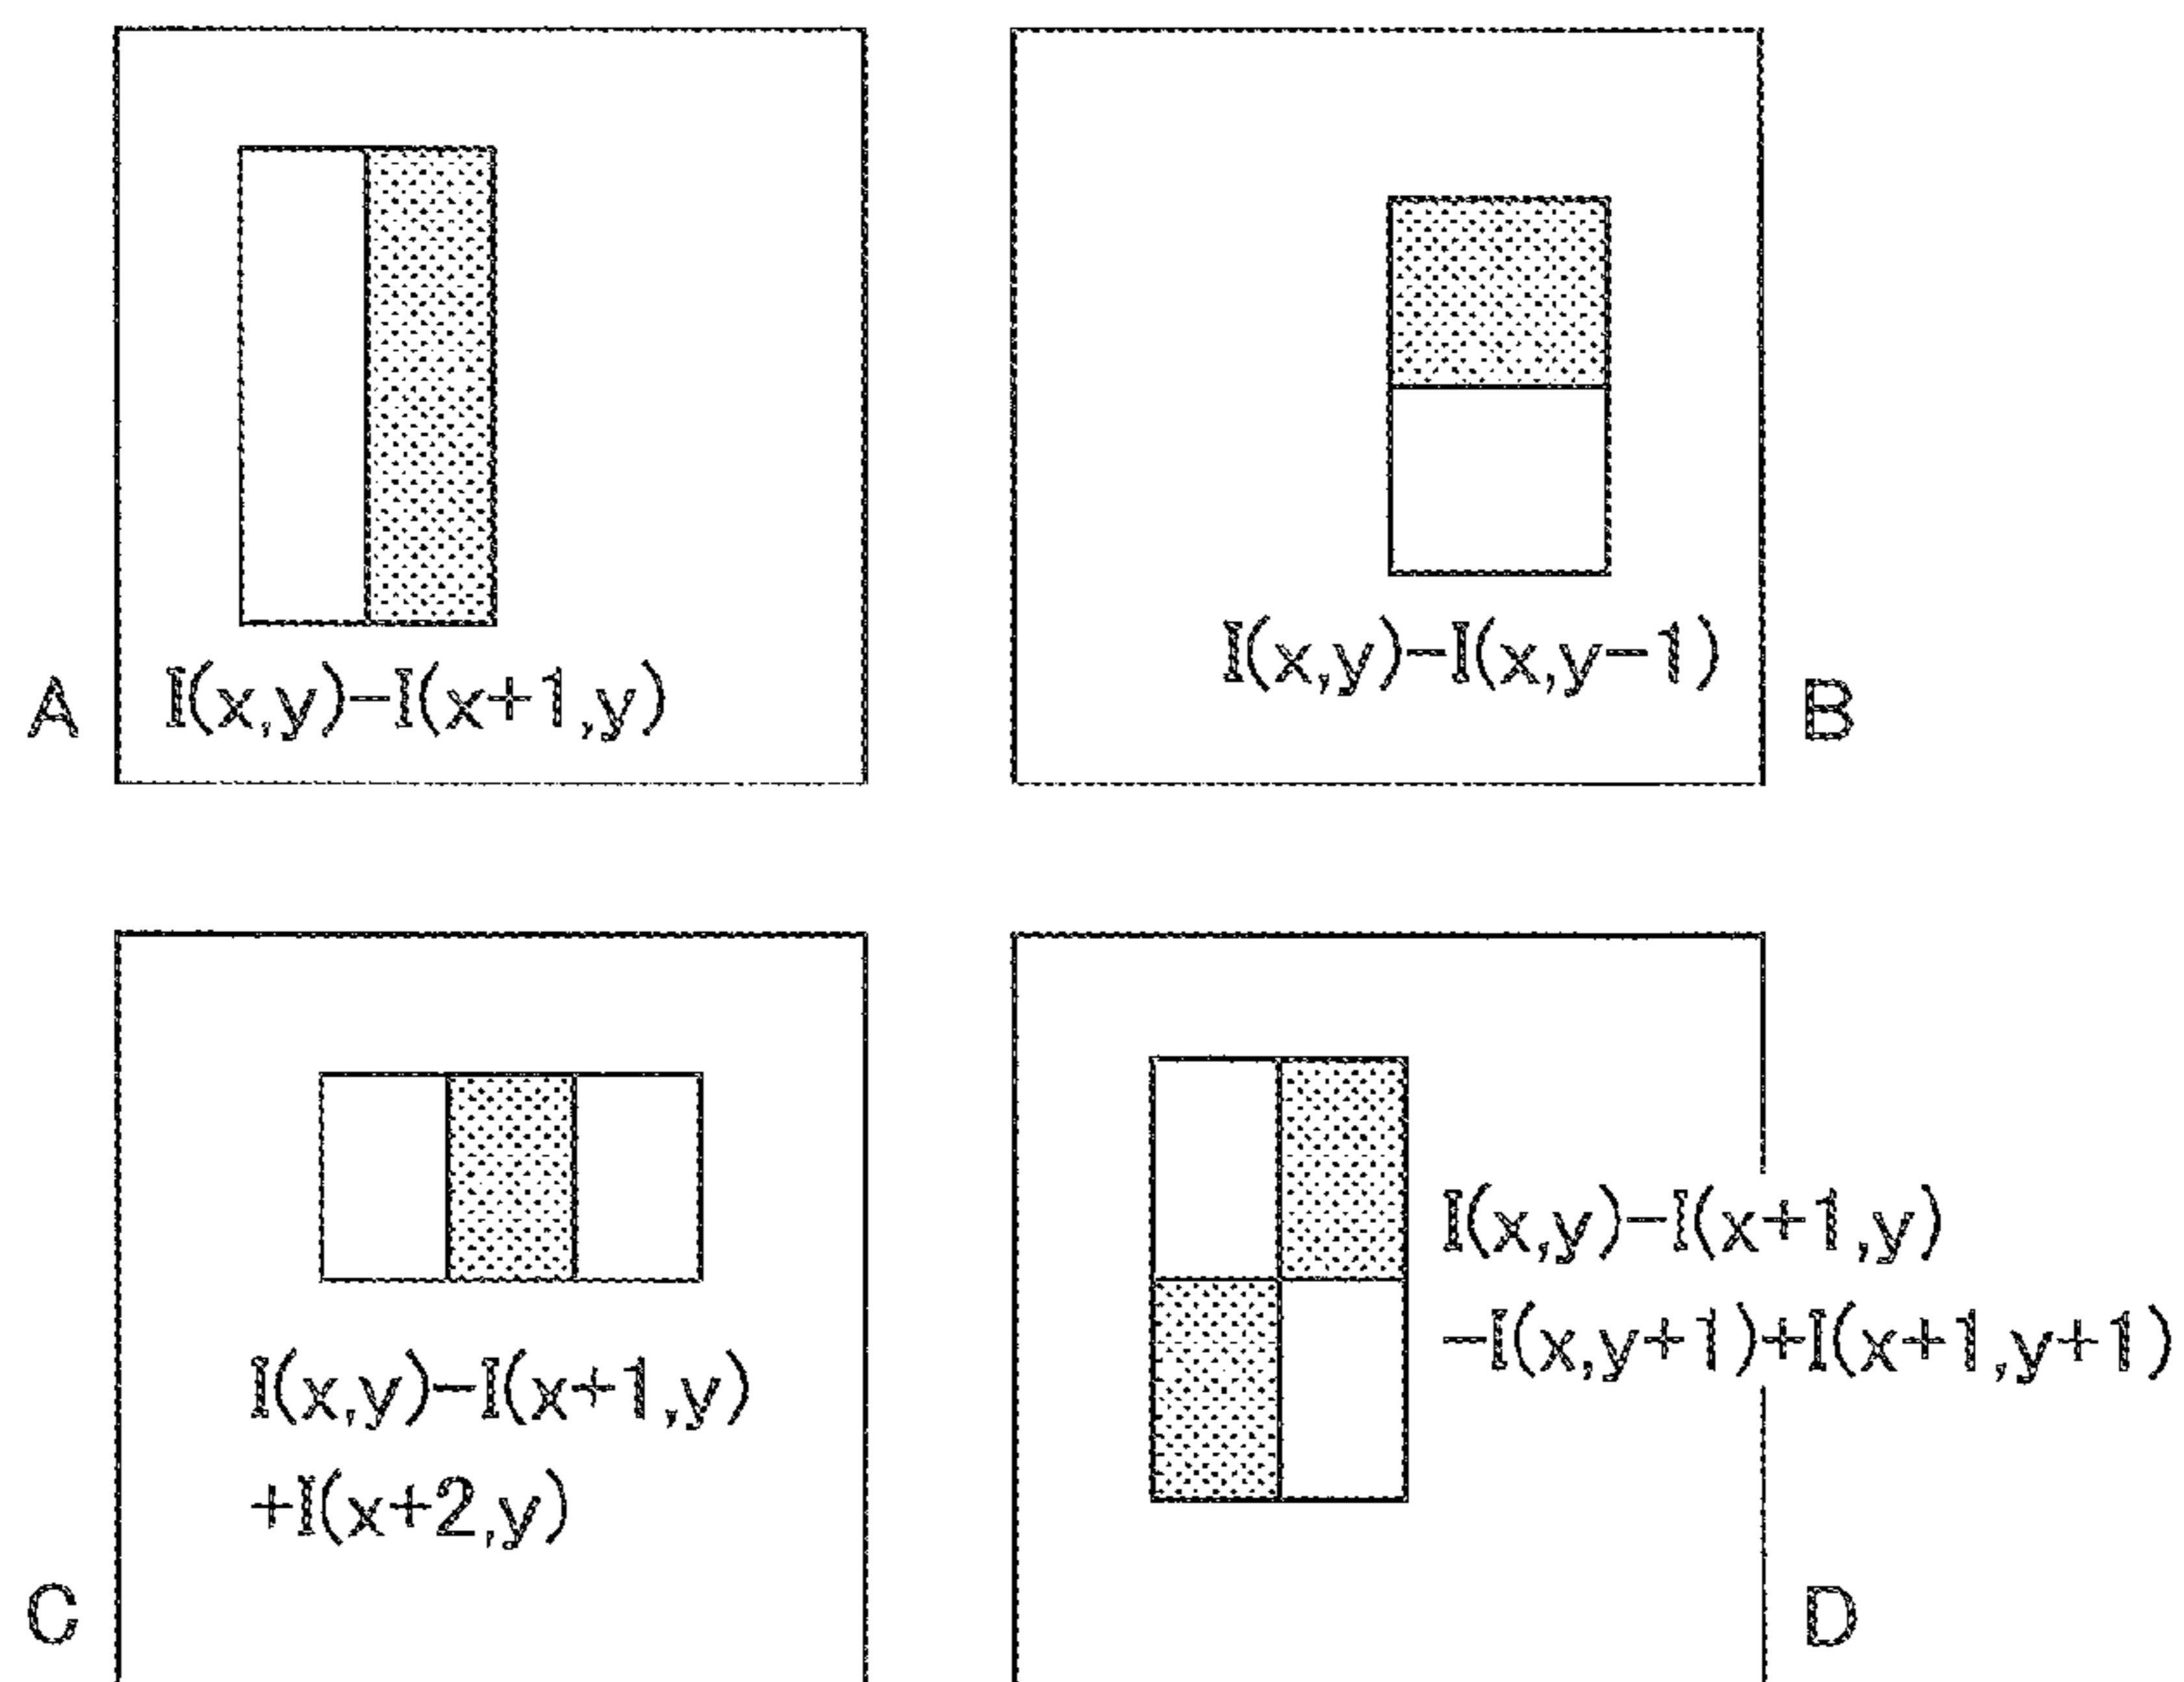 A
I(x,y)-I(x+1,y)
I(x,y)-I(x,y-1)
B
I(x,y)-I(x+1,y)
+I(x+2,y)
C
I(x,y)-I(x+1,y)
-I(x,y+1)+I(x+1,y+1)
D